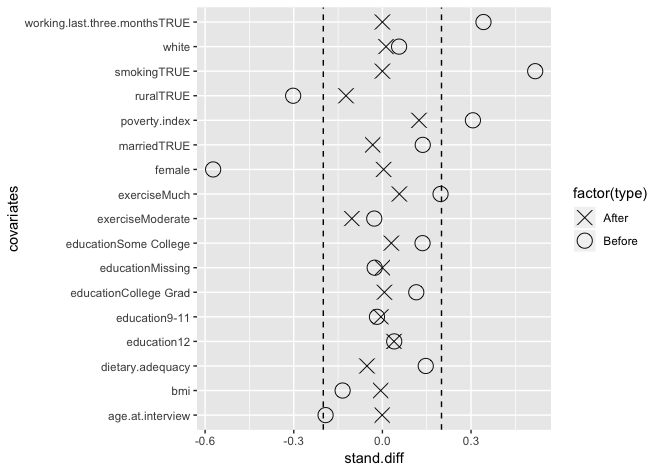 working.last.three.monthsTRUE
white
smokingTRUE
ruralTRUE
poverty.index
marriedTRUE
female
exerciseMuch
exerciseModerate
educationSome College
educationMissing
educationCollege Grad
education9-11
education12
dietary.adequacy
bmi
age.at.interview
covariates
-0.6 -0.3 0.0 0.3
stand.diff
factor(type)
After
Before